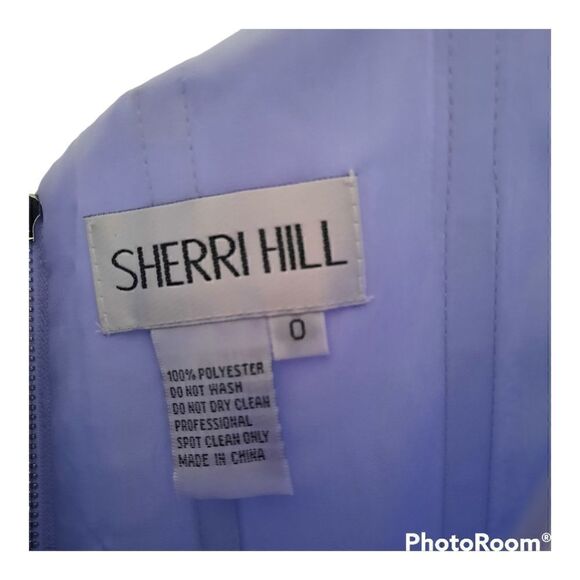 SHERRI HILL
0
100% POLYESTER
DO NOT WASH
DO NOT DRY CLEAN
PROFESSIONAL
SPOT CLEAN ONLY
MADE IN CHINA
PhotoRoom®